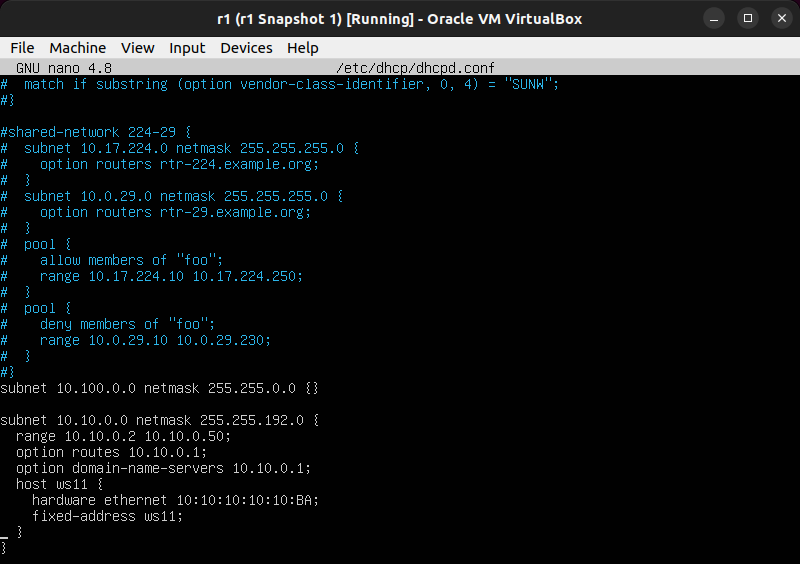 r1 (r1 Snapshot 1) [Running] - Oracle VM VirtualBox
File Machine View Input Devices Help
GNU nano 4.8 /etc/dhcp/dhcpd.conf
#  match if substring (option vendor-class-identifier, 0, 4) = "SUNW";
#}

#shared-network 224-29 {
#  subnet 10.17.224.0 netmask 255.255.255.0 {
#    option routers rtr-224.example.org;
#  }
#  subnet 10.0.29.0 netmask 255.255.255.0 {
#    option routers rtr-29.example.org;
#  }
#  pool {
#    allow members of "foo";
#    range 10.17.224.10 10.17.224.250;
#  }
#  pool {
#    deny members of "foo";
#    range 10.0.29.10 10.0.29.230;
#  }
#}
subnet 10.100.0.0 netmask 255.255.0.0 {}

subnet 10.10.0.0 netmask 255.255.192.0 {
  range 10.10.0.2 10.10.0.50;
  option routes 10.10.0.1;
  option domain-name-servers 10.10.0.1;
  host ws11 {
    hardware ethernet 10:10:10:10:10:BA;
    fixed-address ws11;
  }
}